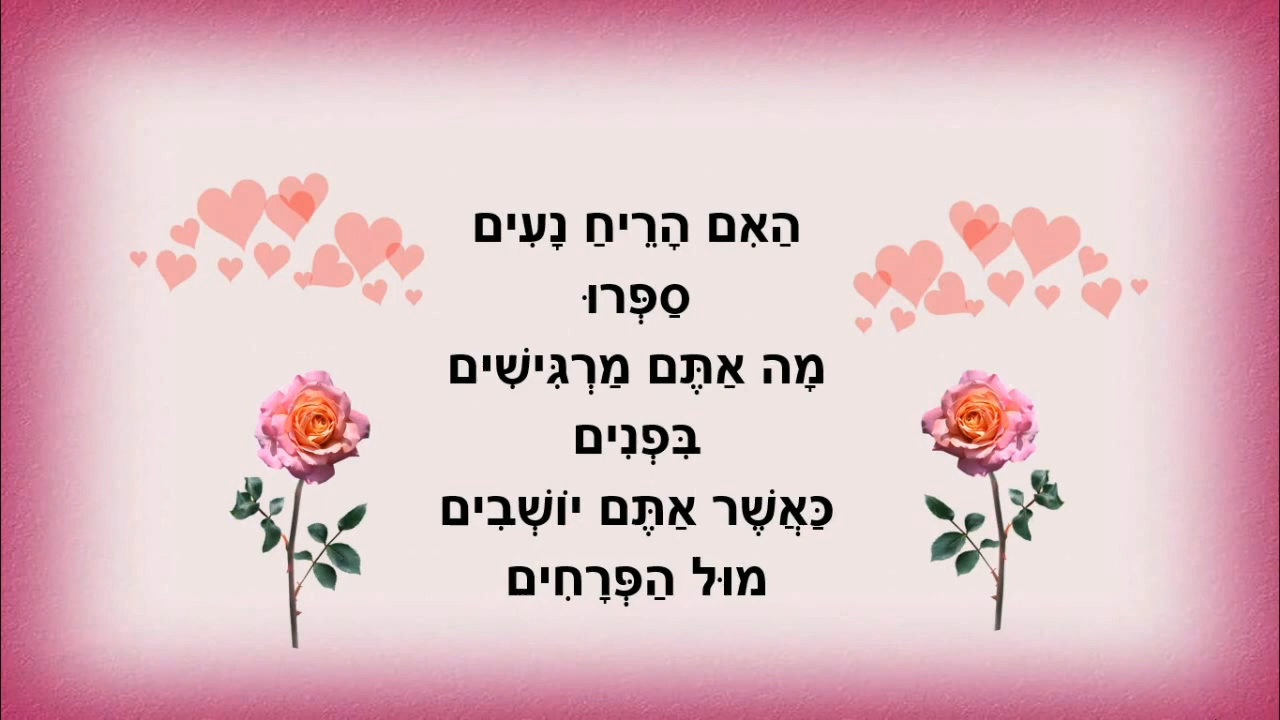 הַאִם הָרֵיחַ נָעִים
סַפְּרוּ
מָה אַתֶּם מַרְגִּישִׁים
בִּפְנִים
כַּאֲשֶׁר אַתֶּם יוֹשְׁבִים
מוּל הַפְּרָחִים